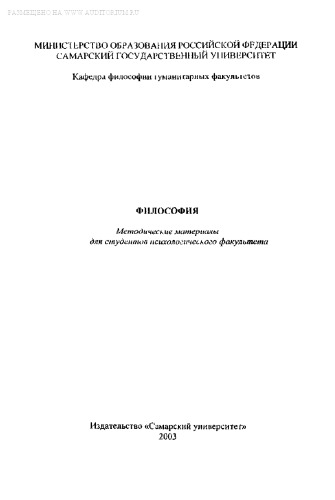 РАЗМЕЩЕНО НА WWW.AUDITORIUM.RU
МИНИСТЕРСТВО ОБРАЗОВАНИЯ РОССИЙСКОЙ ФЕДЕРАЦИИ
САМАРСКИЙ ГОСУДАРСТВЕННЫЙ УНИВЕРСИТЕТ
Кафедра философии гуманитарных факультетов
ФИЛОСОФИЯ
Методические материалы
для студентов психологического факультета
Издательство «Самарский университет»
2003